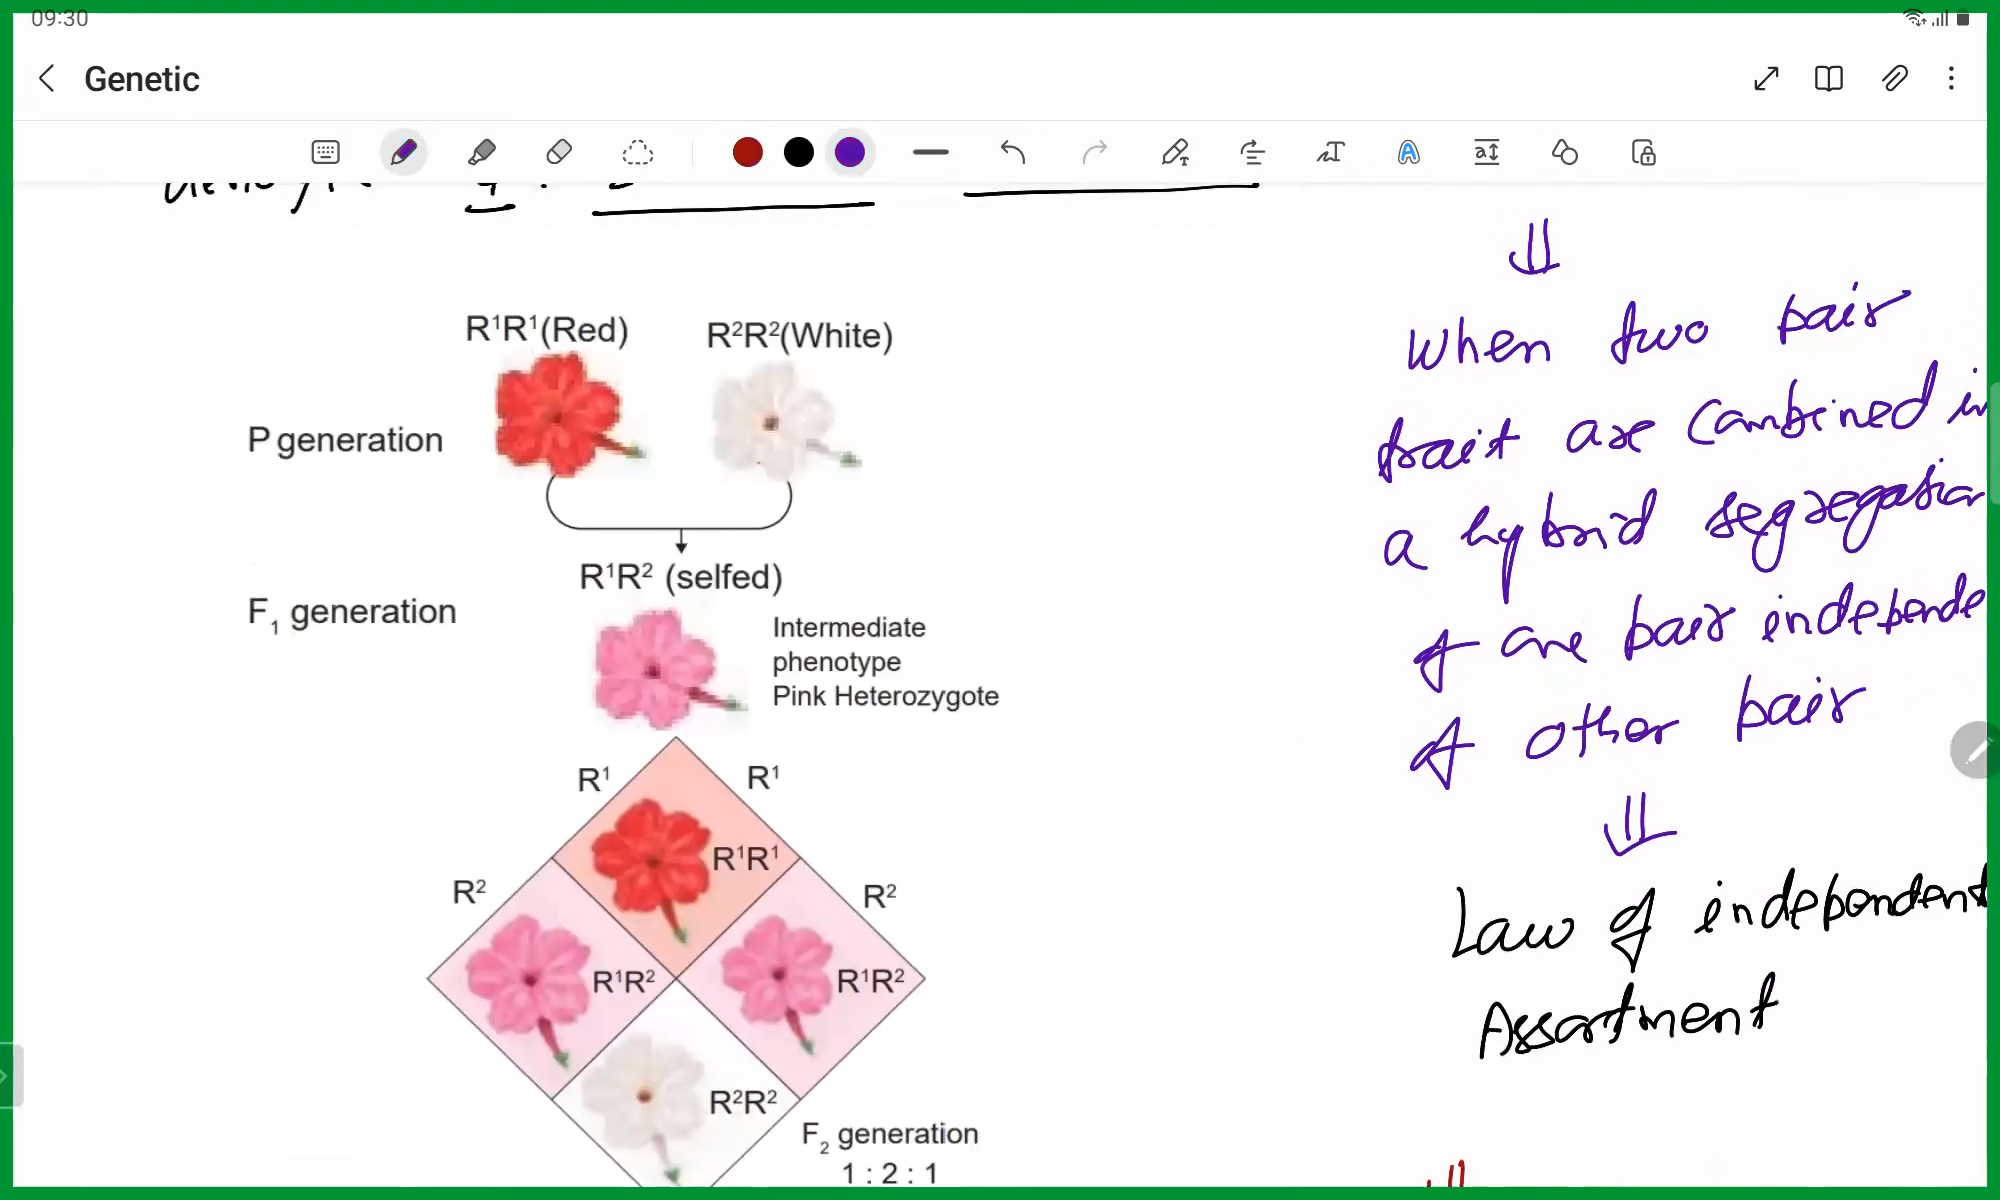 09:30
Genetic
R¹R¹(Red)
R²R²(White)
P generation
R¹R² (selfed)
F₁ generation
Intermediate
phenotype
Pink Heterozygote
R¹
R¹
R¹R¹
R²
R²
R¹R²
R¹R²
R²R²
F₂ generation
1 : 2 : 1
When two pair
trait are combined in
a hybrid segregation
of one pair independe
of other pair
Law of independent
Assortment